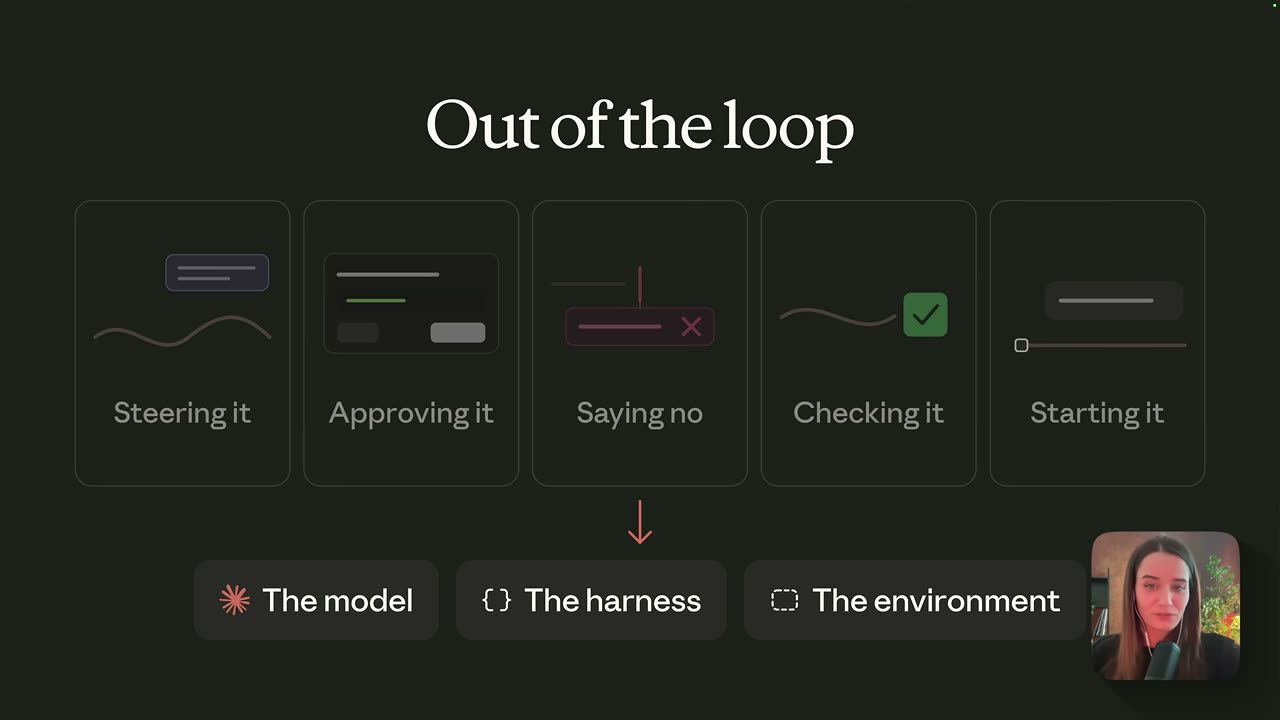 Out of the loop
Steering it
Approving it
Saying no
Checking it
Starting it
The model
The harness
The environment